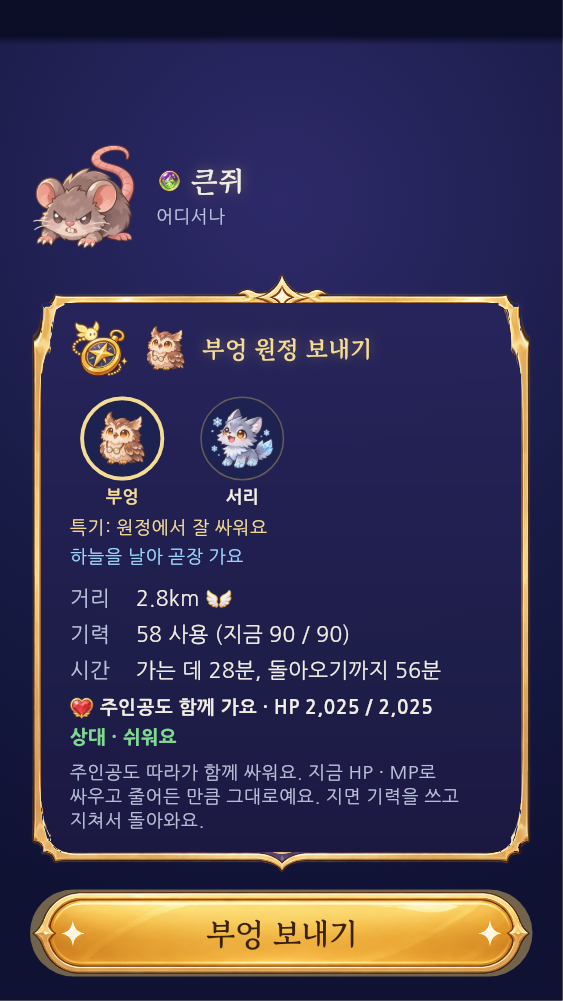 큰쥐
어디서나
부엉 원정 보내기
부엉
서리
특기: 원정에서 잘 싸워요
하늘을 날아 곧장 가요
거리 2.8km
기력 58 사용 (지금 90 / 90)
시간 가는 데 28분, 돌아오기까지 56분
주인공도 함께 가요 · HP 2,025 / 2,025
상대 · 쉬워요
주인공도 따라가 함께 싸워요. 지금 HP · MP로
싸우고 줄어든 만큼 그대로예요. 지면 기력을 쓰고
지쳐서 돌아와요.
부엉 보내기